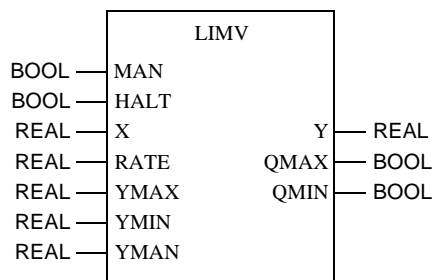 LIMV
BOOL MAN
BOOL HALT
REAL X Y REAL
REAL RATE QMAX BOOL
REAL YMAX QMIN BOOL
REAL YMIN
REAL YMAN